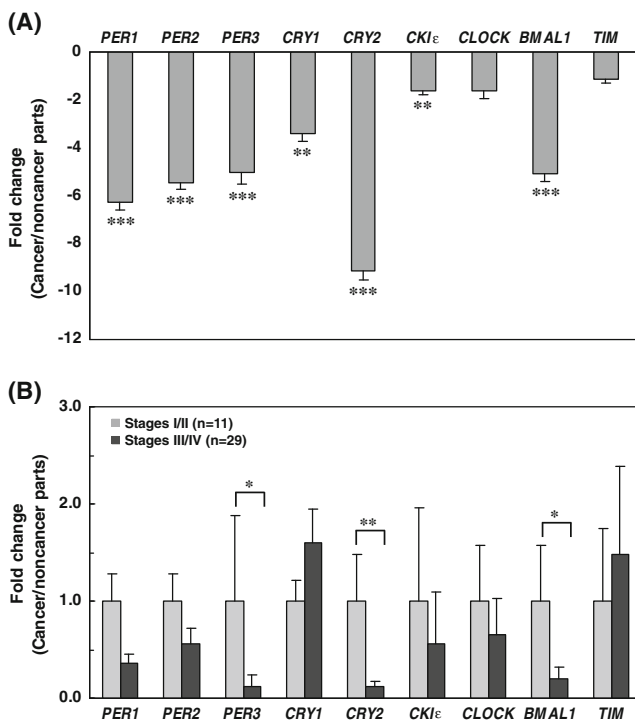 (A)
PER1 PER2 PER3 CRY1 CRY2 CKIε CLOCK BMAL1 TIM
0
-2
-4
-6
-8
-10
-12
Fold change
(Cancer/noncancer parts)
*** *** *** ** *** ** ***
(B)
3.0
2.0
1.0
0.0
Fold change
(Cancer/noncancer parts)
Stages I/II (n=11)
Stages III/IV (n=29)
* ** *
PER1 PER2 PER3 CRY1 CRY2 CKIε CLOCK BMAL1 TIM